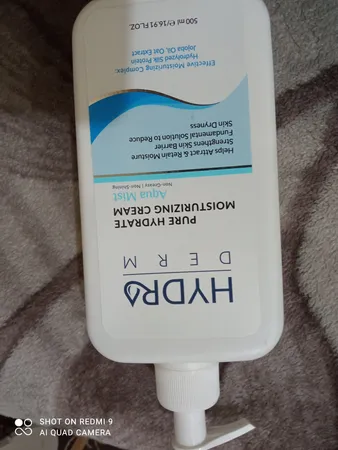 HYDRO
DERM
PURE HYDRATE
MOISTURIZING CREAM
Aqua Mist
Non-Greasy | Non-Shining
Helps Attract & Retain Moisture
Strengthens Skin Barrier
Fundamental Solution to Reduce
Skin Dryness
Effective Moisturizing Complex:
Hydrolyzed Silk Protein
Jojoba Oil, Oat Extract
500 ml ℮/16.91 FL.OZ.
SHOT ON REDMI 9
AI QUAD CAMERA